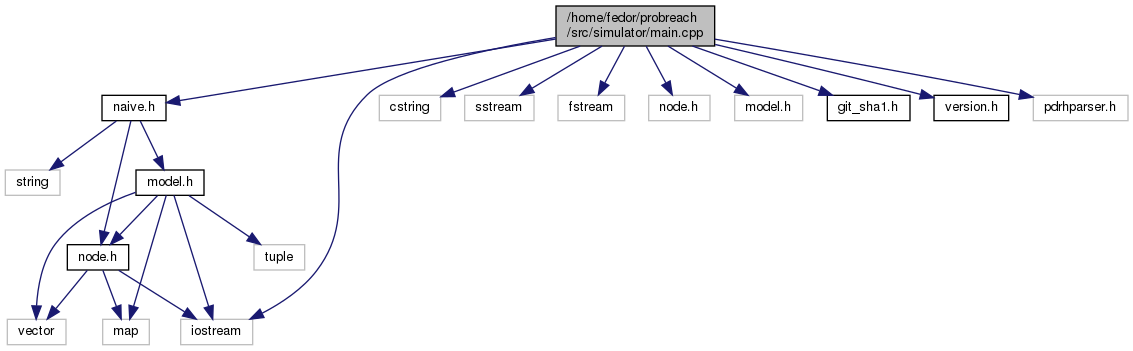 /home/fedor/probreach
/src/simulator/main.cpp
naive.h
cstring
sstream
fstream
node.h
model.h
git_sha1.h
version.h
pdrhparser.h
string
model.h
node.h
tuple
vector
map
iostream